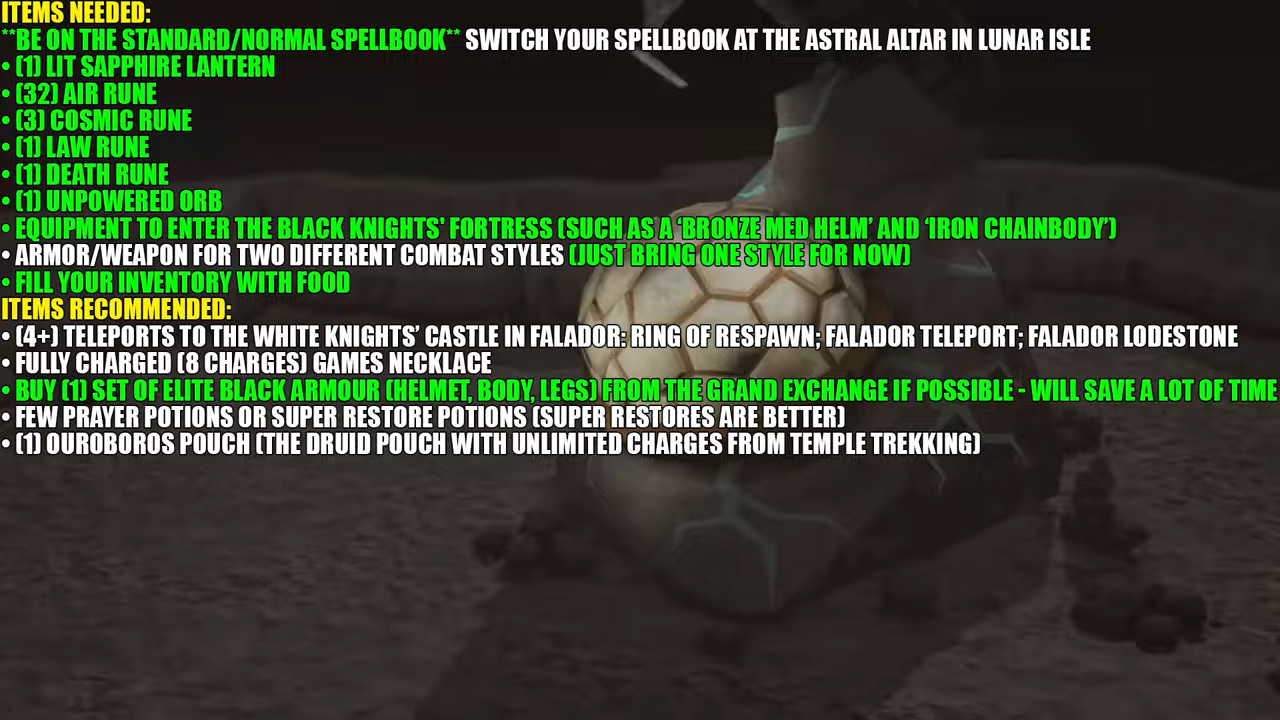 ITEMS NEEDED:
**BE ON THE STANDARD/NORMAL SPELLBOOK** SWITCH YOUR SPELLBOOK AT THE ASTRAL ALTAR IN LUNAR ISLE
• (1) LIT SAPPHIRE LANTERN
• (32) AIR RUNE
• (3) COSMIC RUNE
• (1) LAW RUNE
• (1) DEATH RUNE
• (1) UNPOWERED ORB
• EQUIPMENT TO ENTER THE BLACK KNIGHTS' FORTRESS (SUCH AS A ‘BRONZE MED HELM’ AND ‘IRON CHAINBODY’)
• ARMOR/WEAPON FOR TWO DIFFERENT COMBAT STYLES (JUST BRING ONE STYLE FOR NOW)
• FILL YOUR INVENTORY WITH FOOD
ITEMS RECOMMENDED:
• (4+) TELEPORTS TO THE WHITE KNIGHTS’ CASTLE IN FALADOR: RING OF RESPAWN; FALADOR TELEPORT; FALADOR LODESTONE
• FULLY CHARGED (8 CHARGES) GAMES NECKLACE
• BUY (1) SET OF ELITE BLACK ARMOUR (HELMET, BODY, LEGS) FROM THE GRAND EXCHANGE IF POSSIBLE - WILL SAVE A LOT OF TIME
• FEW PRAYER POTIONS OR SUPER RESTORE POTIONS (SUPER RESTORES ARE BETTER)
• (1) OUROBOROS POUCH (THE DRUID POUCH WITH UNLIMITED CHARGES FROM TEMPLE TREKKING)